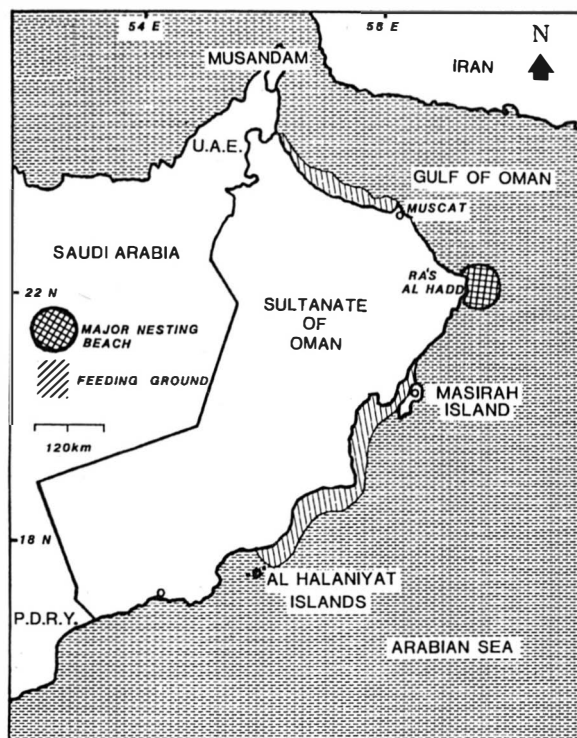 54 E
58 E
N
MUSANDAM
IRAN
U.A.E.
GULF OF OMAN
MUSCAT
SAUDI ARABIA
RA'S
AL HADD
22 N
SULTANATE
OF
OMAN
MAJOR NESTING
BEACH
FEEDING GROUND
MASIRAH
ISLAND
120km
18 N
AL HALANIYAT
ISLANDS
P.D.R.Y.
ARABIAN SEA